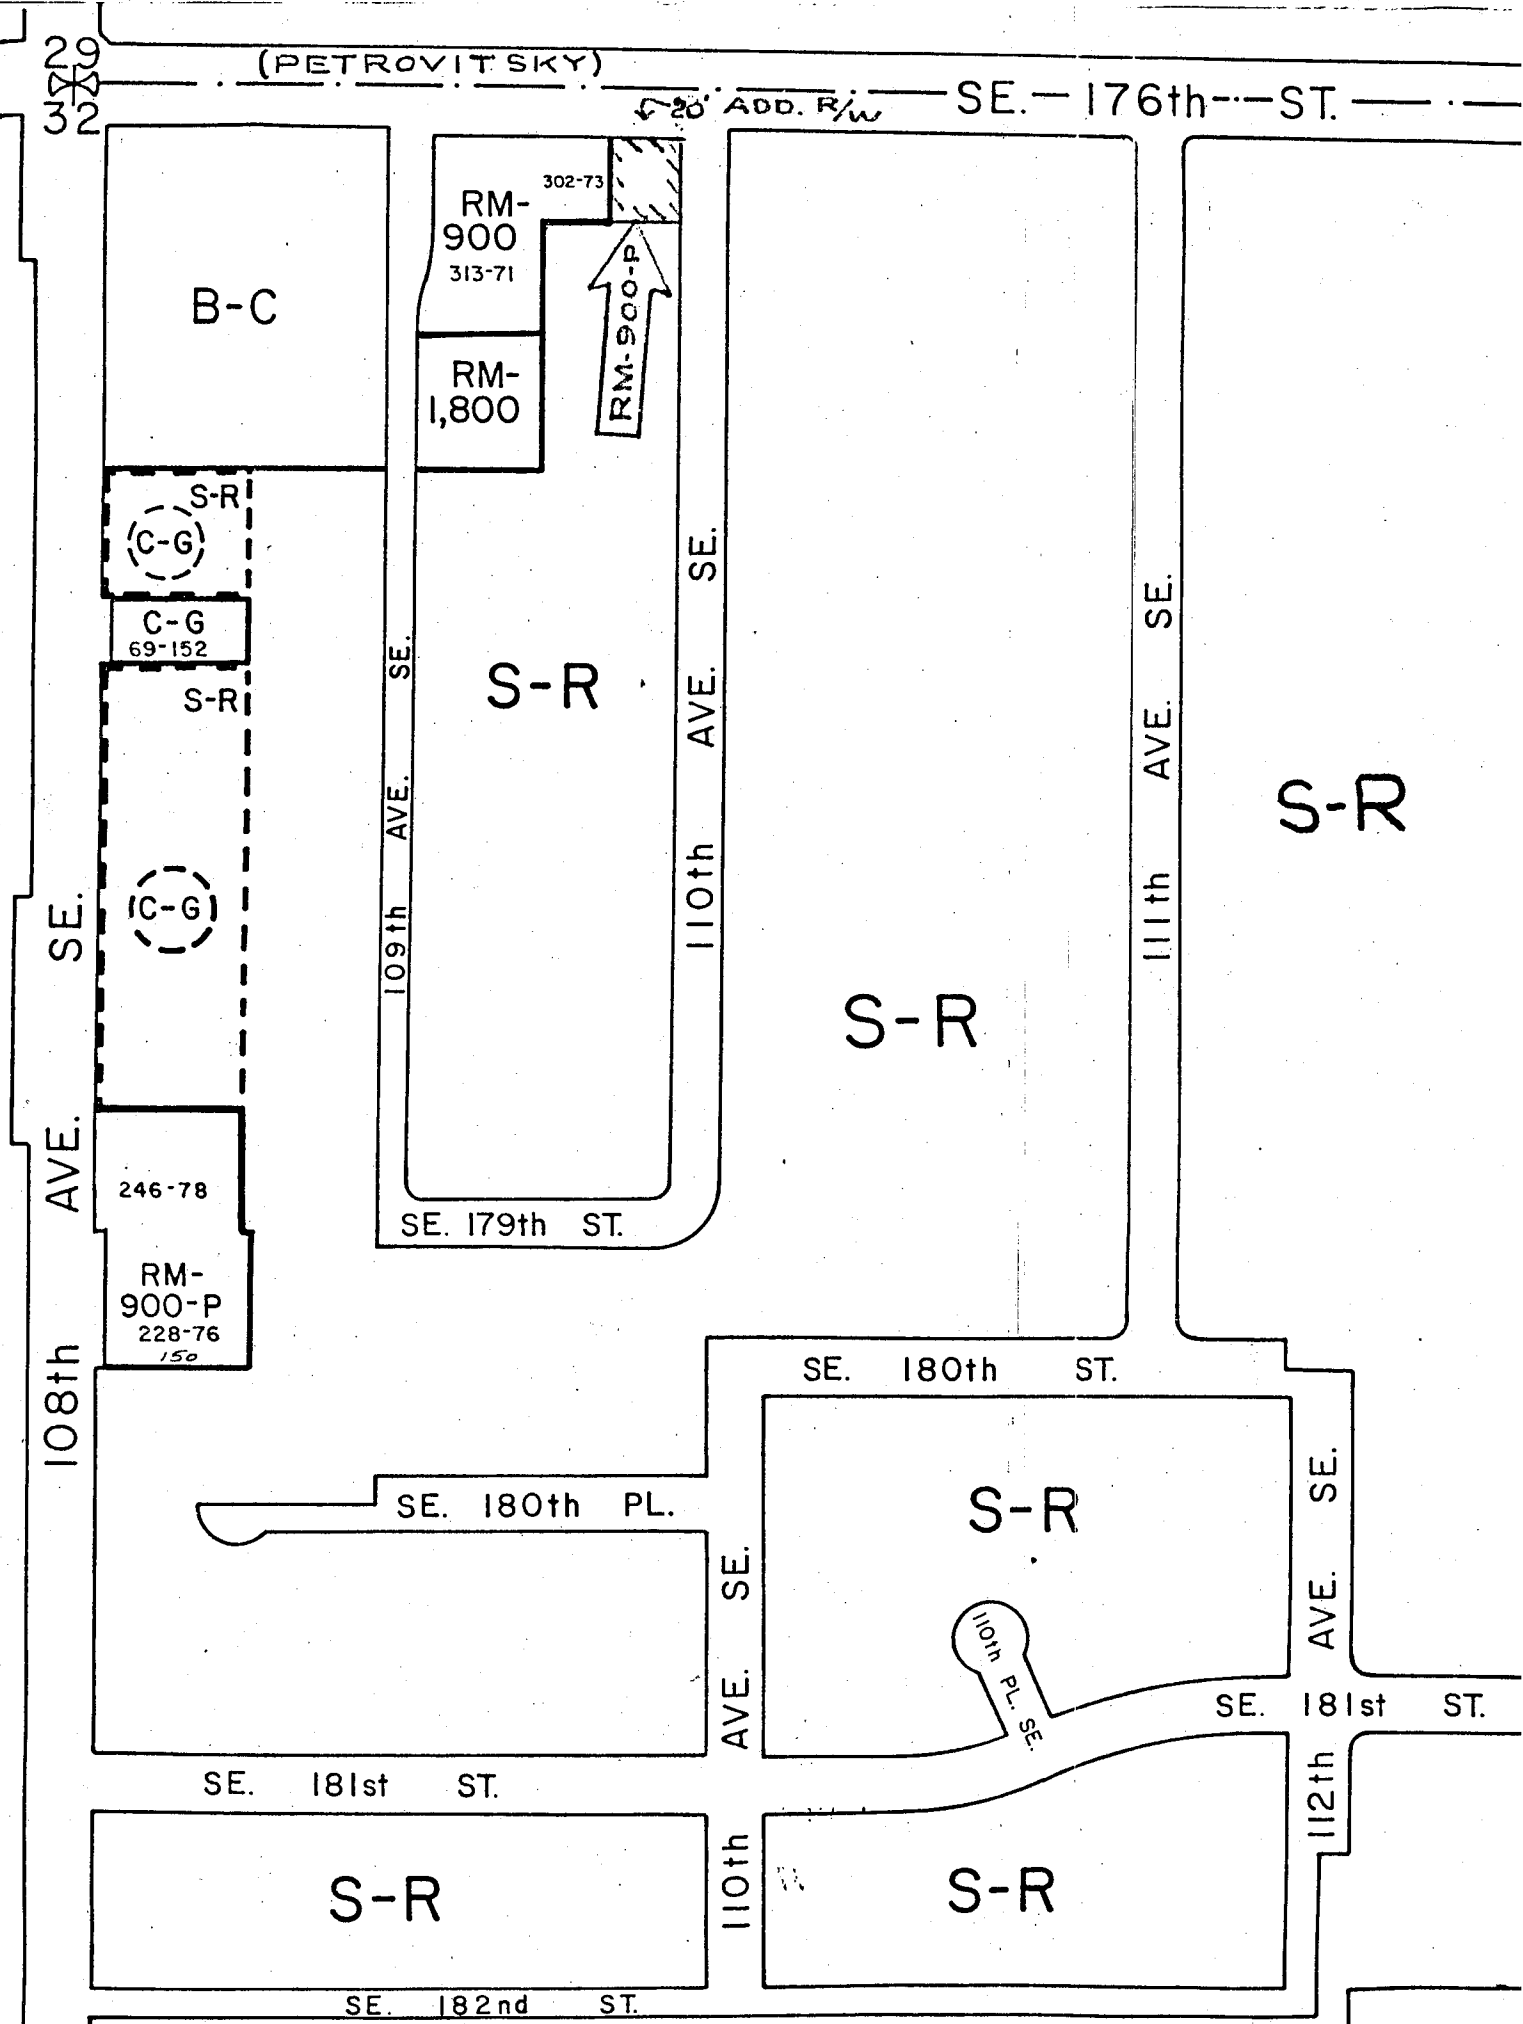 29
32
(PETROVITSKY)
20' ADD. R/W
SE. 176th ST.
302-73
RM-
900
313-71
B-C
RM-900-P
RM-
1,800
S-R
C-G
C-G
69-152
S-R
C-G
S-R
S-R
S-R
109th AVE. SE.
110th AVE. SE.
111th AVE. SE.
108th AVE. SE.
246-78
SE. 179th ST.
RM-
900-P
228-76
150
SE. 180th ST.
SE. 180th PL.
S-R
110th PL. SE.
110th AVE. SE.
112th AVE. SE.
SE. 181st ST.
SE. 181st ST.
S-R
S-R
SE. 182nd ST.